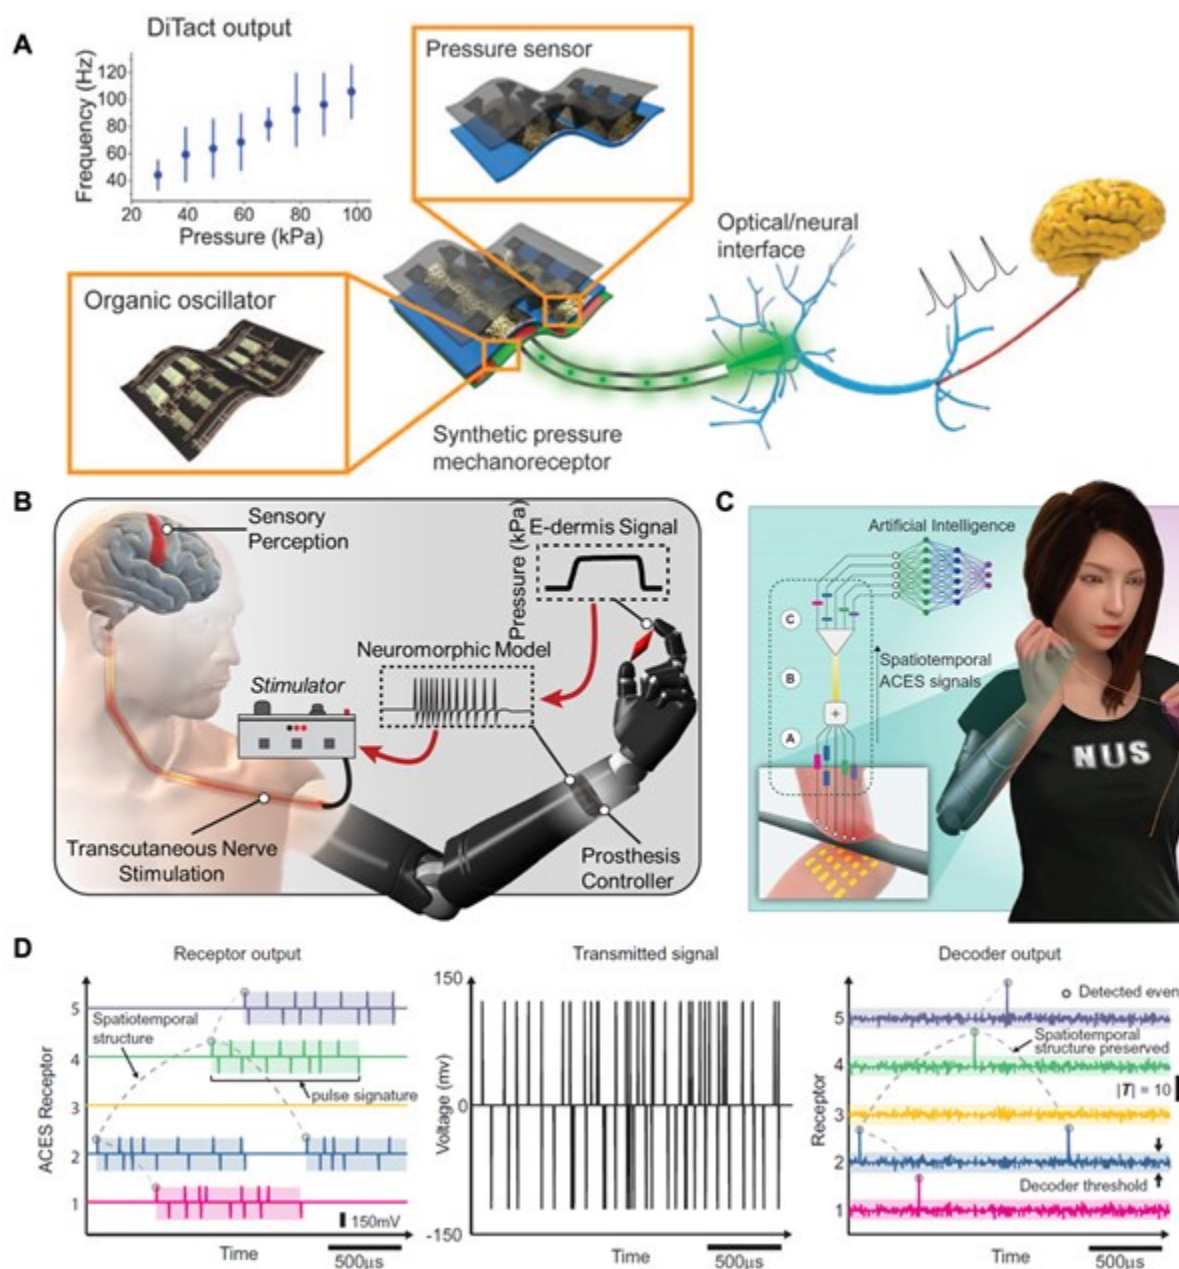 A
DiTact output
Frequency (Hz)
120
100
80
60
40
20
40
60
80
100
Pressure (kPa)
Pressure sensor
Optical/neural
interface
Organic oscillator
Synthetic pressure
mechanoreceptor
B
Sensory
Perception
Pressure (kPa)
E-dermis Signal
Neuromorphic Model
Stimulator
Transcutaneous Nerve
Stimulation
Prosthesis
Controller
C
Artificial Intelligence
C
B
Spatiotemporal
ACES signals
+
A
NUS
D
Receptor output
ACES Receptor
5
4
3
2
1
Spatiotemporal
structure
pulse signature
150mV
Time
500µs
Transmitted signal
Voltage (mv)
150
0
-150
Time
500µs
Decoder output
Receptor
5
4
3
2
1
Detected even
Spatiotemporal
structure preserved
|T| = 10
Decoder threshold
Time
500µs